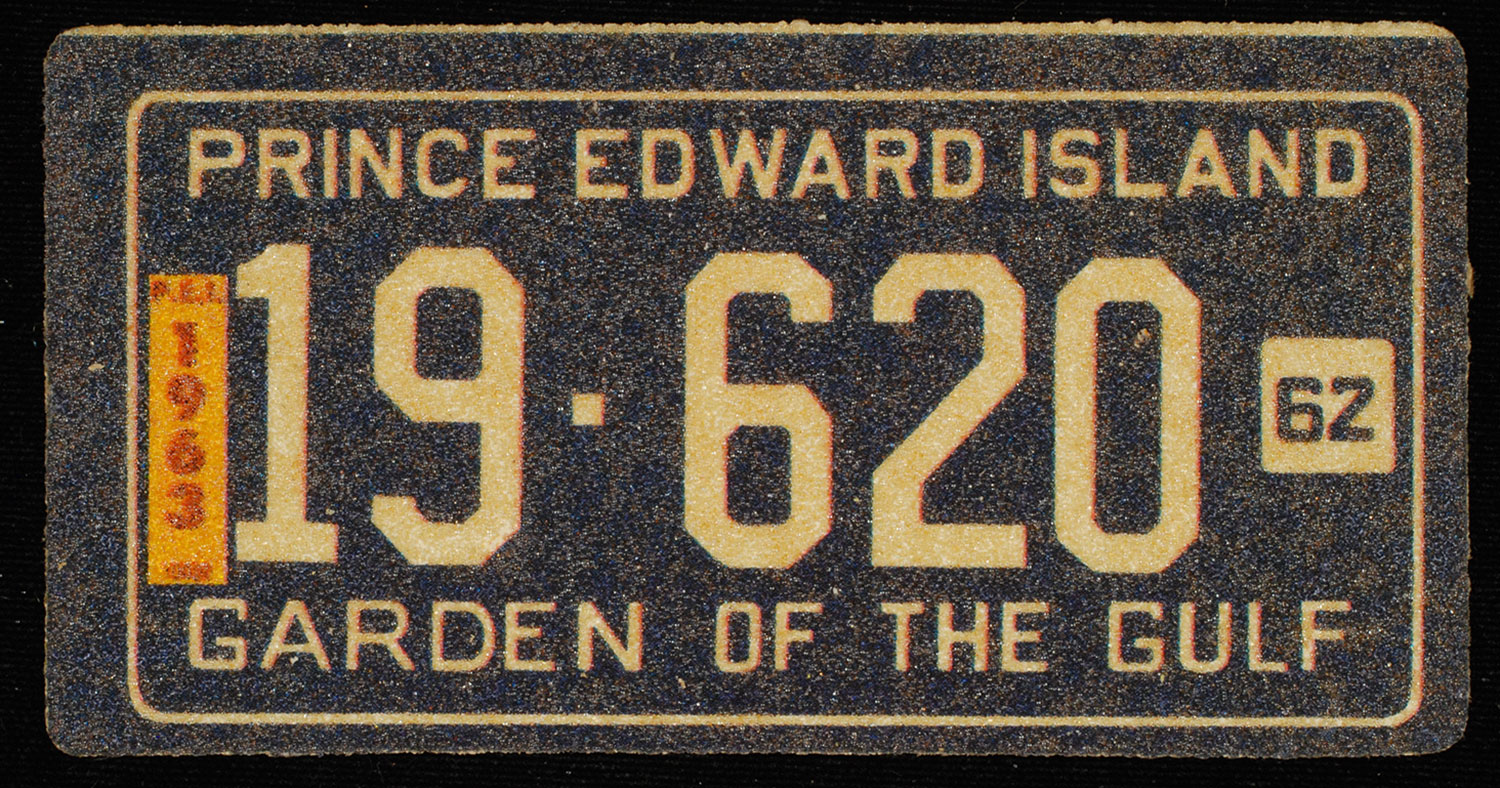 PRINCE EDWARD ISLAND
P.E.I.
1963
19·620
62
GARDEN OF THE GULF